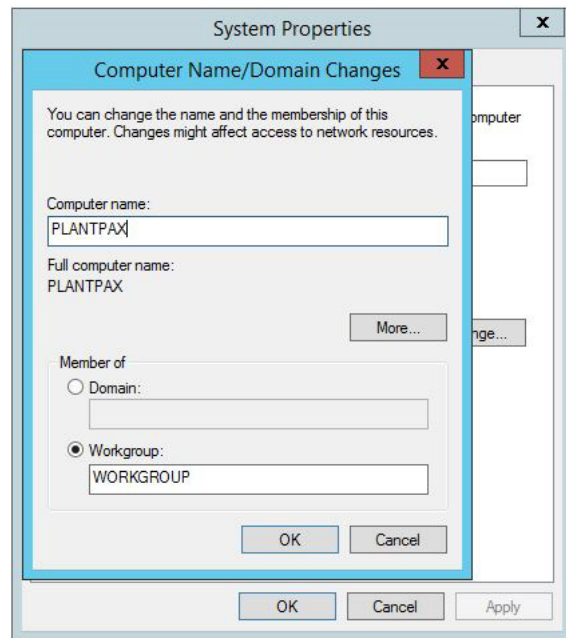 System Properties
x
Computer Name/Domain Changes
x
You can change the name and the membership of this
computer. Changes might affect access to network resources.
Computer name:
PLANTPAX
Full computer name:
PLANTPAX
More...
Member of
Domain:
Workgroup:
WORKGROUP
OK
Cancel
OK
Cancel
Apply